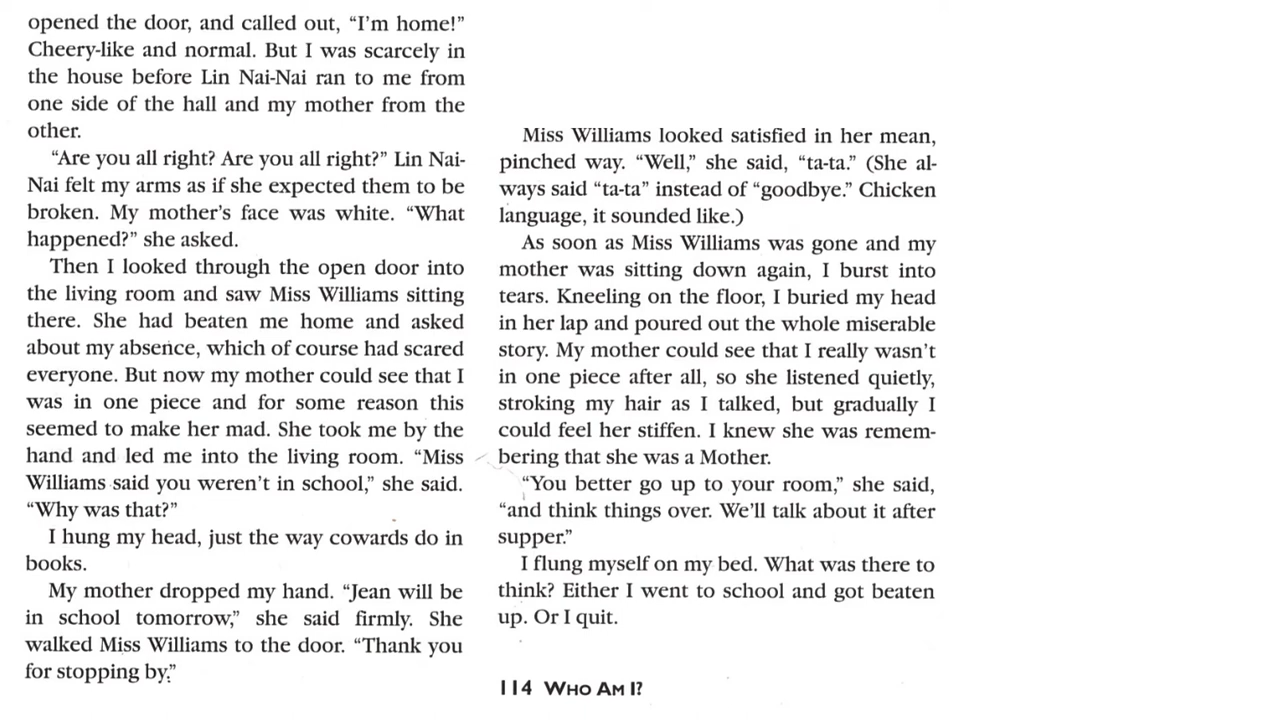 opened the door, and called out, “I’m home!”
Cheery-like and normal. But I was scarcely in
the house before Lin Nai-Nai ran to me from
one side of the hall and my mother from the
other.
“Are you all right? Are you all right?” Lin Nai-
Nai felt my arms as if she expected them to be
broken. My mother’s face was white. “What
happened?” she asked.
Then I looked through the open door into
the living room and saw Miss Williams sitting
there. She had beaten me home and asked
about my absence, which of course had scared
everyone. But now my mother could see that I
was in one piece and for some reason this
seemed to make her mad. She took me by the
hand and led me into the living room. “Miss
Williams said you weren’t in school,” she said.
“Why was that?”
I hung my head, just the way cowards do in
books.
My mother dropped my hand. “Jean will be
in school tomorrow,” she said firmly. She
walked Miss Williams to the door. “Thank you
for stopping by.”
Miss Williams looked satisfied in her mean,
pinched way. “Well,” she said, “ta-ta.” (She al-
ways said “ta-ta” instead of “goodbye.” Chicken
language, it sounded like.)
As soon as Miss Williams was gone and my
mother was sitting down again, I burst into
tears. Kneeling on the floor, I buried my head
in her lap and poured out the whole miserable
story. My mother could see that I really wasn’t
in one piece after all, so she listened quietly,
stroking my hair as I talked, but gradually I
could feel her stiffen. I knew she was remem-
bering that she was a Mother.
“You better go up to your room,” she said,
“and think things over. We’ll talk about it after
supper.”
I flung myself on my bed. What was there to
think? Either I went to school and got beaten
up. Or I quit.
114 WHO AM I?